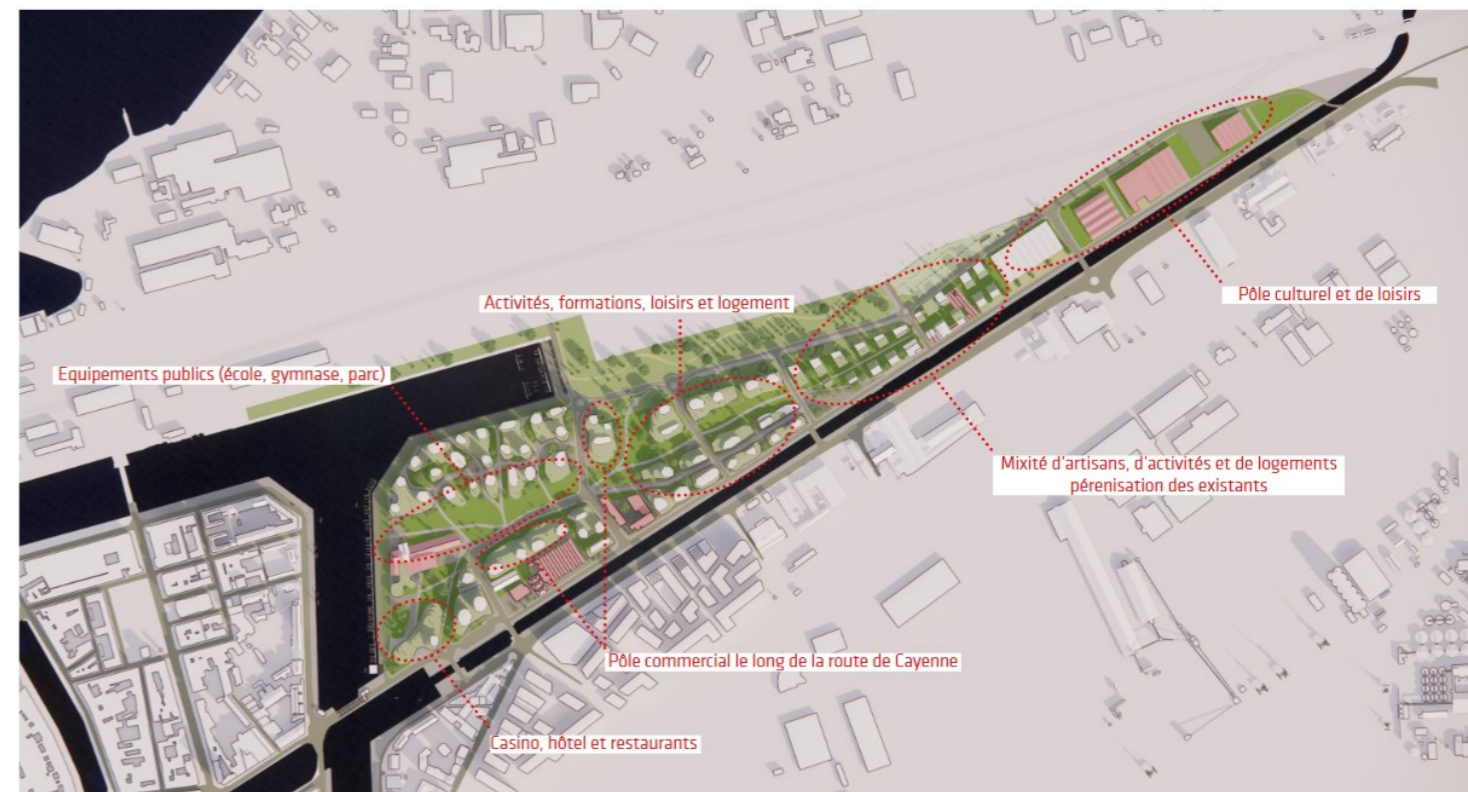 Activités, formations, loisirs et logement
Pôle culturel et de loisirs
Equipements publics (école, gymnase, parc)
Mixité d'artisans, d'activités et de logements
pérenisation des existants
Pôle commercial le long de la route de Cayenne
Casino, hôtel et restaurants